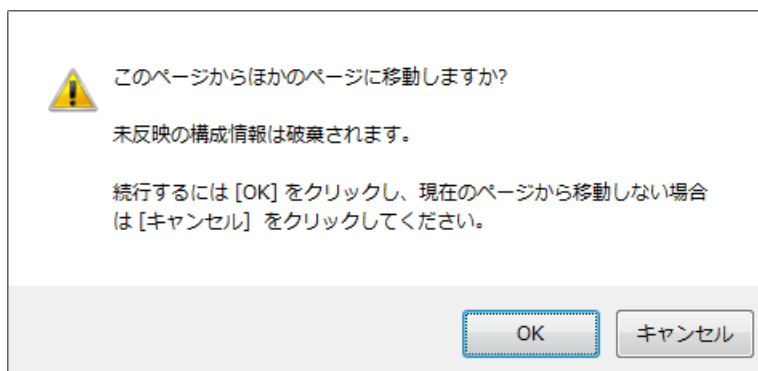 このページからほかのページに移動しますか?
未反映の構成情報は破棄されます。
続行するには [OK] をクリックし、現在のページから移動しない場合
は [キャンセル] をクリックしてください。
OK
キャンセル